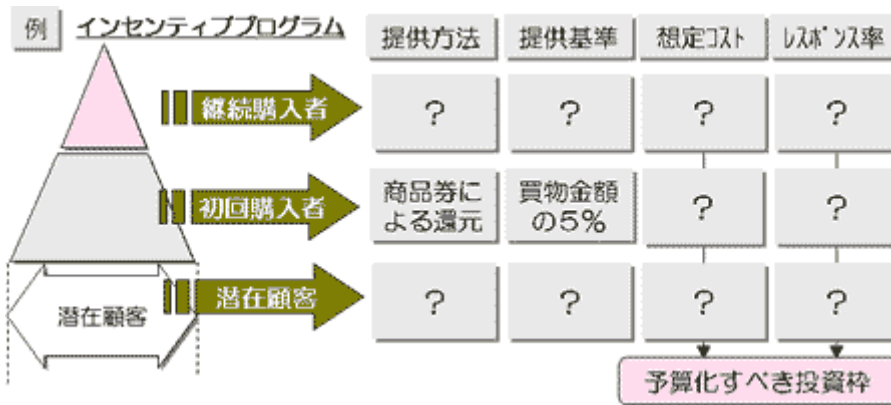 例
インセンティブプログラム
提供方法
提供基準
想定コスト
レスポンス率
継続購入者
?
?
?
?
初回購入者
商品券に
よる還元
買物金額
の5%
?
?
潜在顧客
潜在顧客
?
?
?
?
予算化すべき投資枠